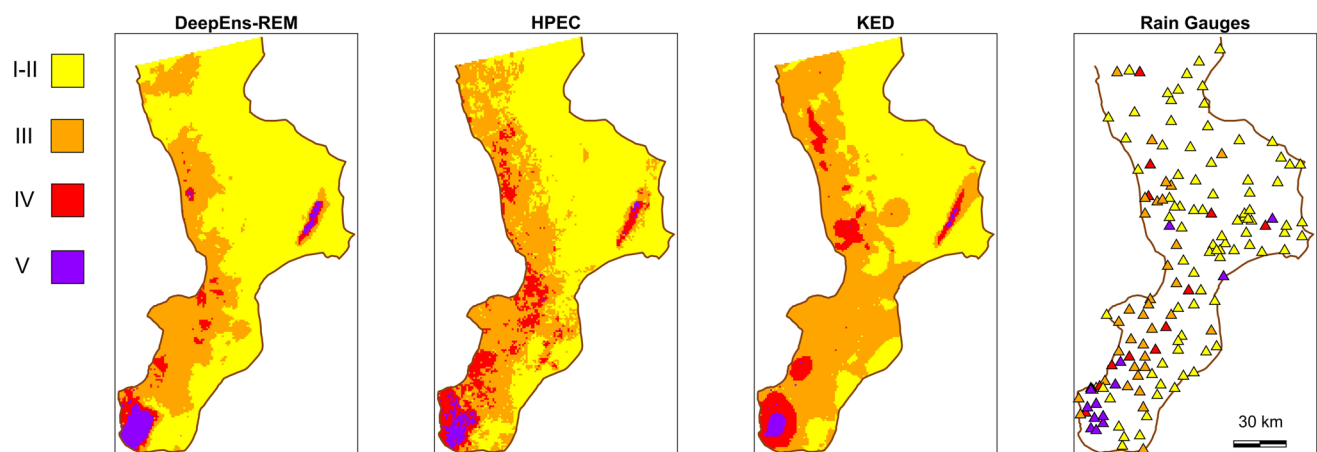 DeepEns-REM HPEC KED Rain Gauges
I-II
III
IV
V
30 km